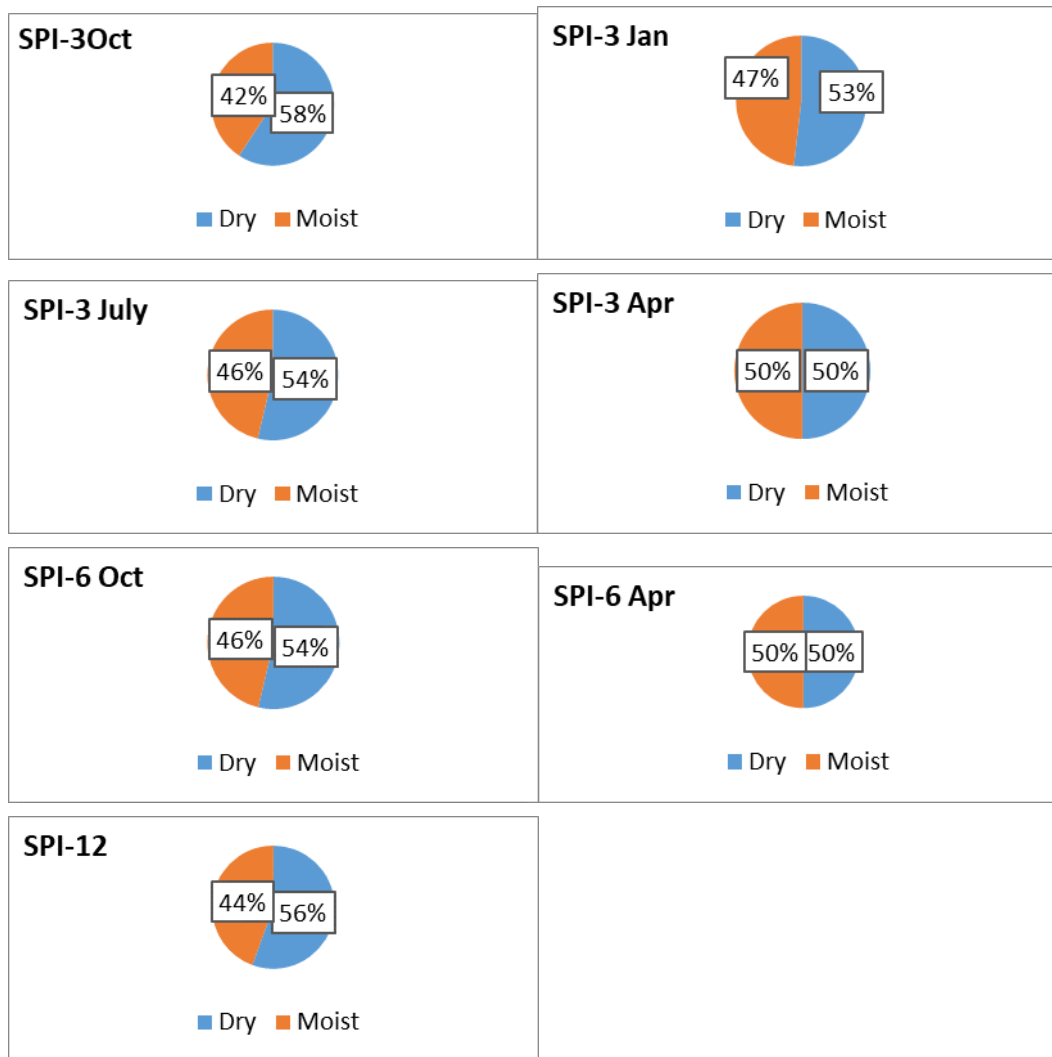 SPI-3Oct
42%
58%
Dry Moist
SPI-3 Jan
47%
53%
Dry Moist
SPI-3 July
46%
54%
Dry Moist
SPI-3 Apr
50%
50%
Dry Moist
SPI-6 Oct
46%
54%
Dry Moist
SPI-6 Apr
50%
50%
Dry Moist
SPI-12
44%
56%
Dry Moist